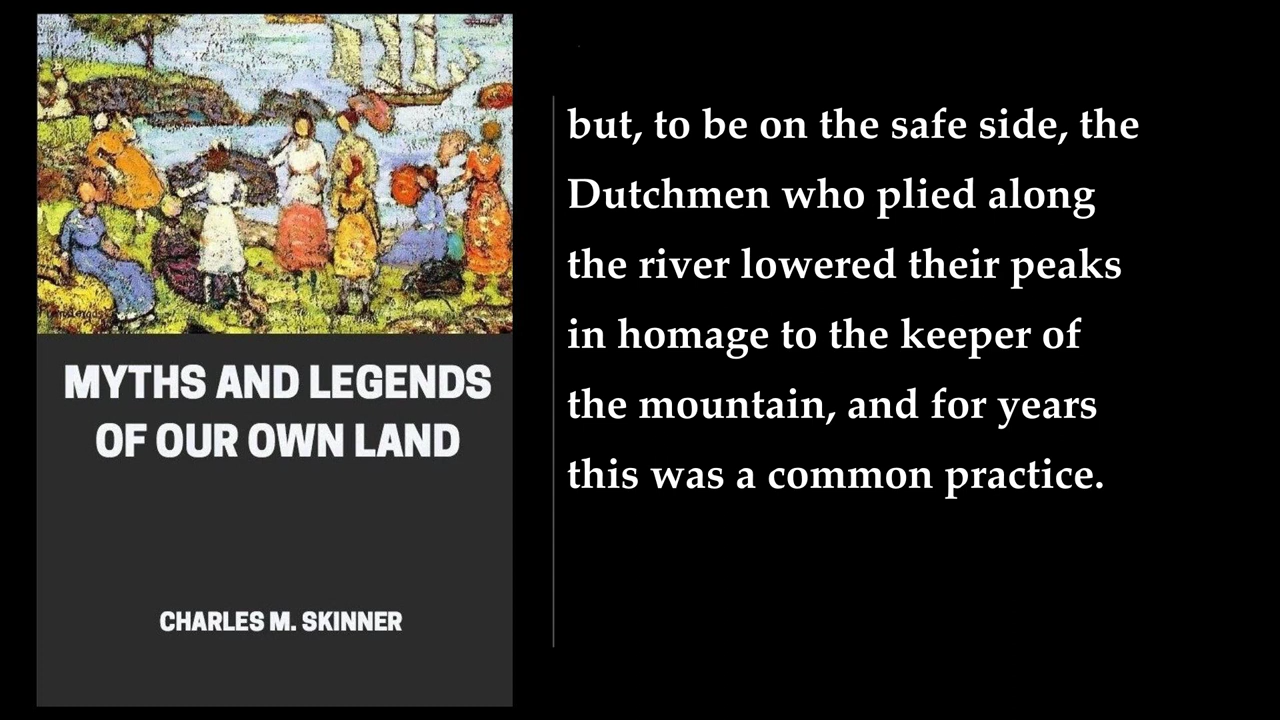 MYTHS AND LEGENDS
OF OUR OWN LAND
CHARLES M. SKINNER
but, to be on the safe side, the
Dutchmen who plied along
the river lowered their peaks
in homage to the keeper of
the mountain, and for years
this was a common practice.